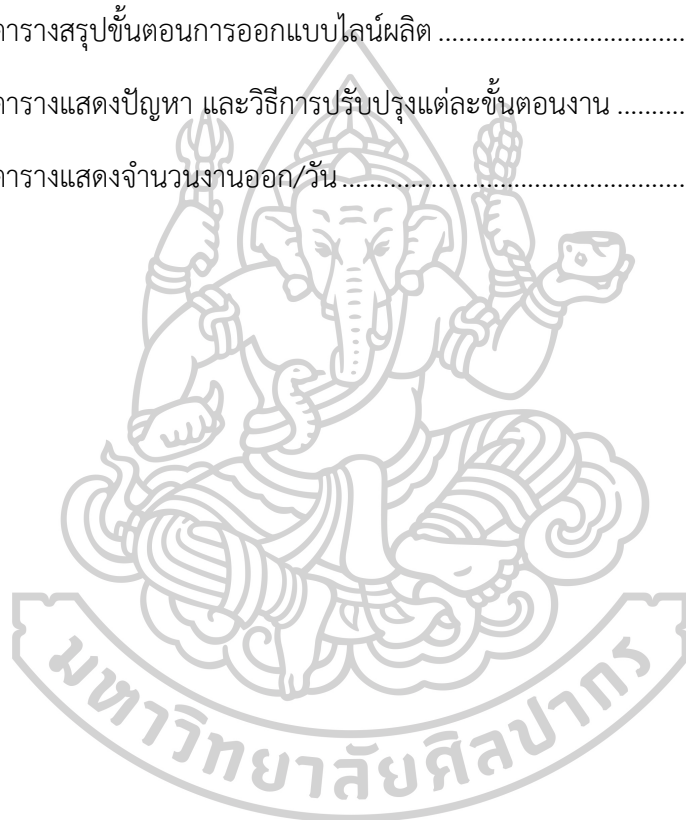 ตารางสรุปขั้นตอนการออกแบบไลน์ผลิต ..................................
ตารางแสดงปัญหา และวิธีการปรับปรุงแต่ละขั้นตอนงาน ..........
ตารางแสดงจำนวนงานออก/วัน ...............................................
มหาวิทยาลัยศิลปากร